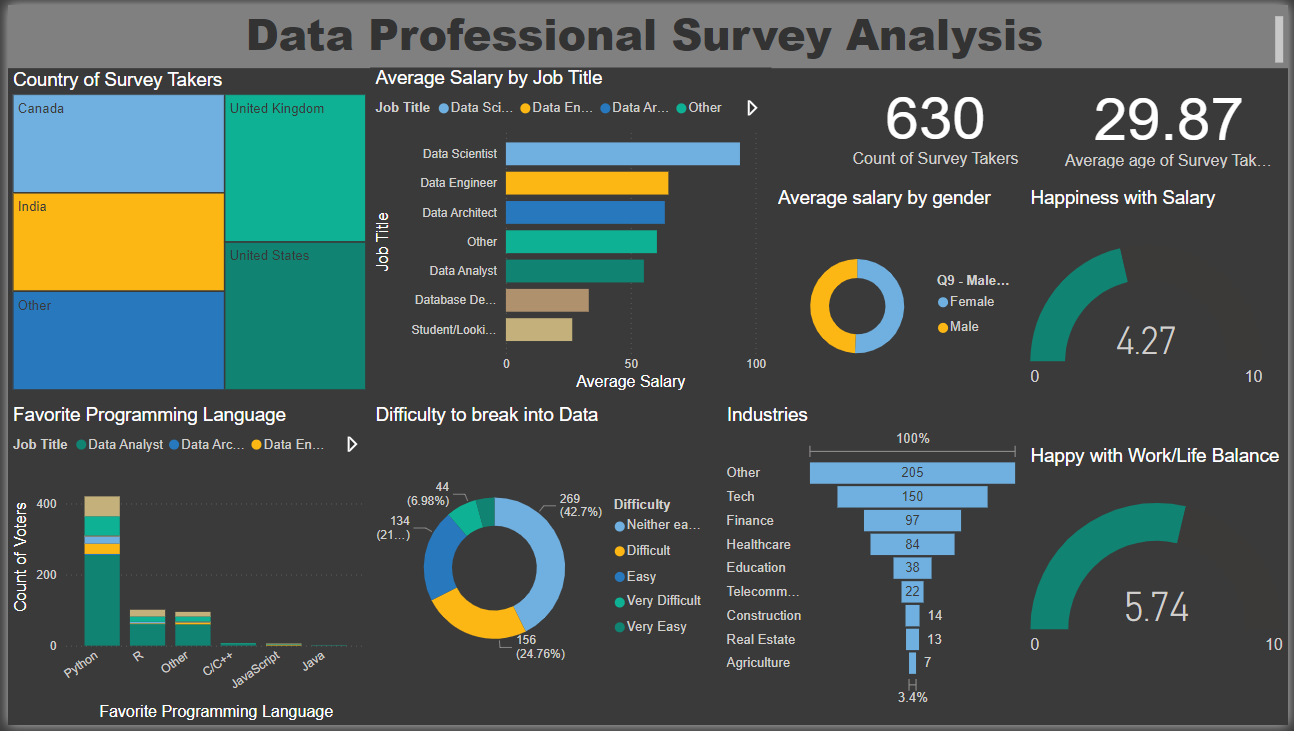 Data Professional Survey Analysis
Country of Survey Takers
Canada
United Kingdom
India
United States
Other
Average Salary by Job Title
Job Title Data Sci... Data En... Data Ar... Other
Job Title
Data Scientist
Data Engineer
Data Architect
Other
Data Analyst
Database De...
Student/Looki...
0 50 100
Average Salary
630
Count of Survey Takers
29.87
Average age of Survey Tak...
Average salary by gender
Q9 - Male...
Female
Male
Happiness with Salary
4.27
0 10
Favorite Programming Language
Job Title Data Analyst Data Arc... Data En...
Count of Voters
400
200
0
Python R Other C/C++ JavaScript Java
Favorite Programming Language
Difficulty to break into Data
44
(6.98%)
269
(42.7%)
134
(21...)
156
(24.76%)
Difficulty
Neither ea...
Difficult
Easy
Very Difficult
Very Easy
Industries
100%
Other 205
Tech 150
Finance 97
Healthcare 84
Education 38
Telecomm... 22
Construction 14
Real Estate 13
Agriculture 7
3.4%
Happy with Work/Life Balance
5.74
0 10